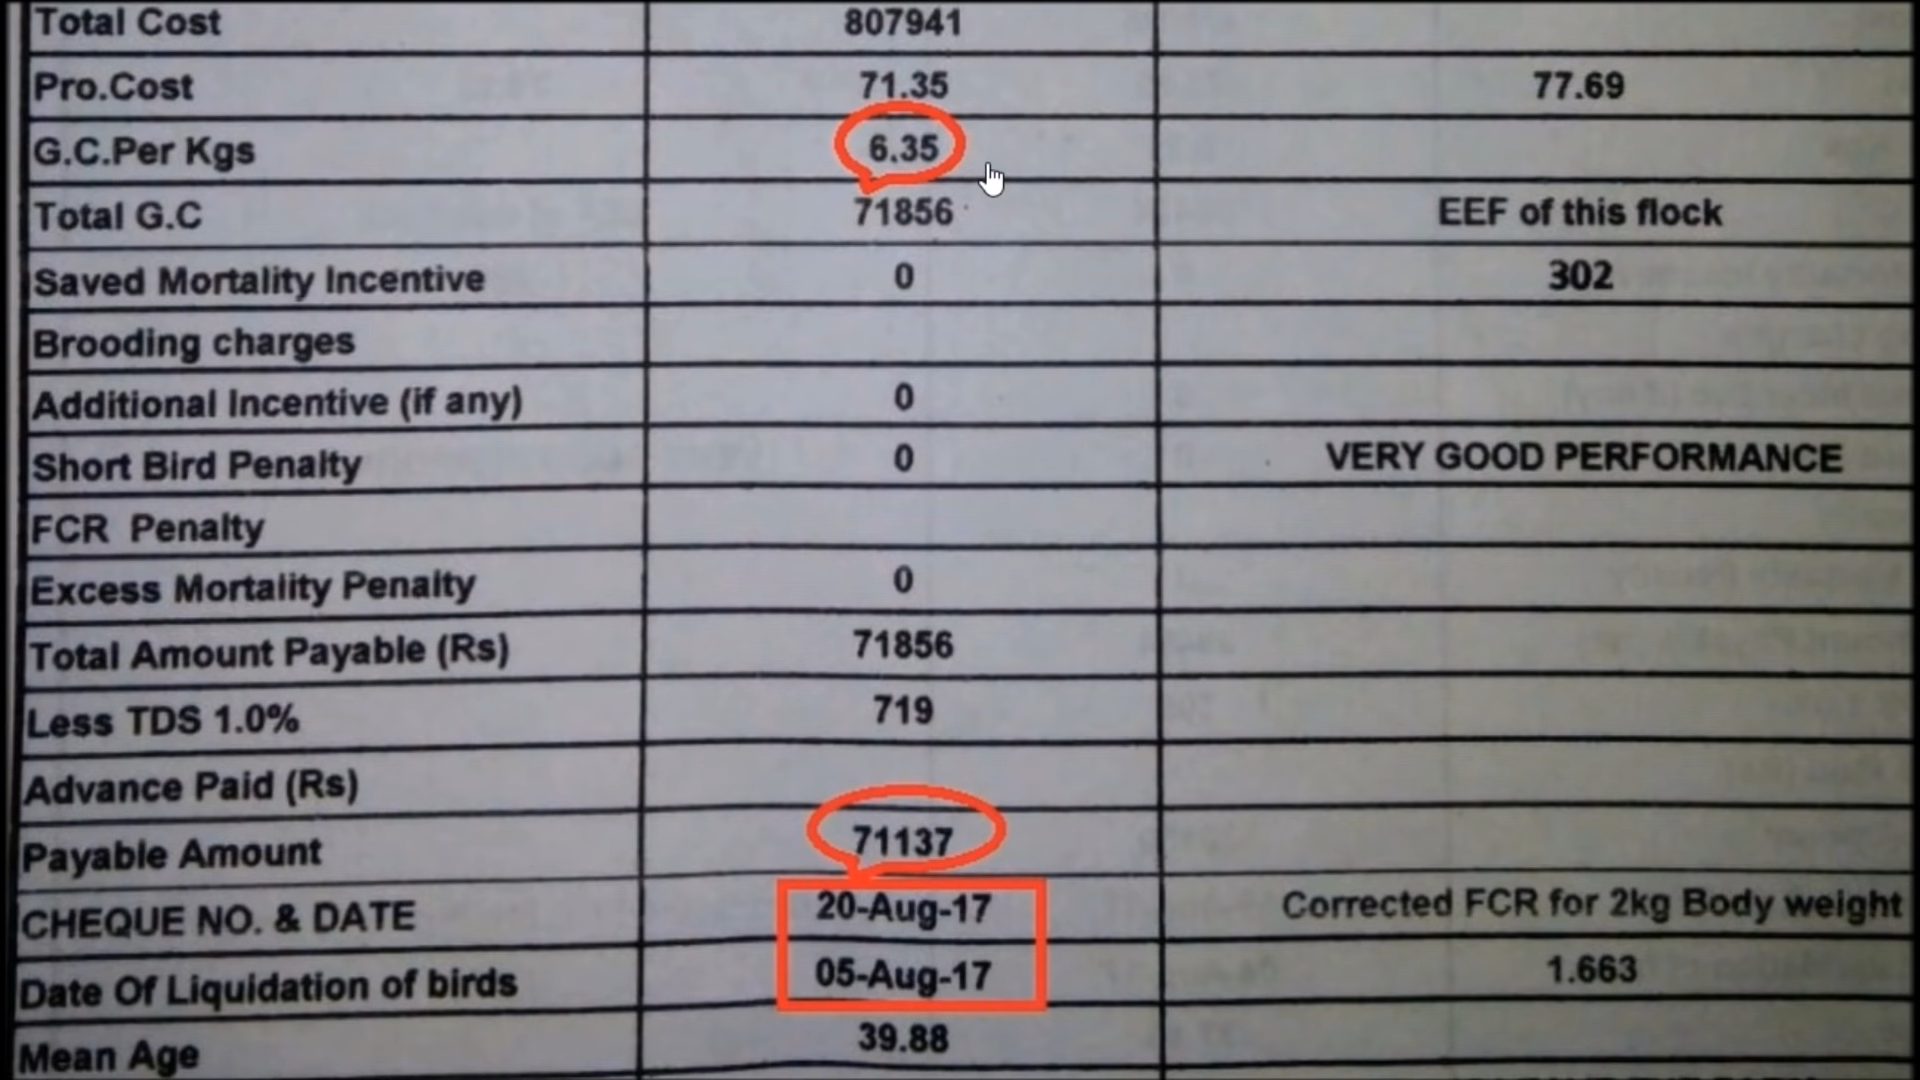 Total Cost 807941
Pro.Cost 71.35 77.69
G.C.Per Kgs 6.35
Total G.C 71856 EEF of this flock
Saved Mortality Incentive 0 302
Brooding charges
Additional Incentive (if any) 0
Short Bird Penalty 0 VERY GOOD PERFORMANCE
FCR Penalty
Excess Mortality Penalty 0
Total Amount Payable (Rs) 71856
Less TDS 1.0% 719
Advance Paid (Rs)
Payable Amount 71137
CHEQUE NO. & DATE 20-Aug-17 Corrected FCR for 2kg Body weight
Date Of Liquidation of birds 05-Aug-17 1.663
Mean Age 39.88